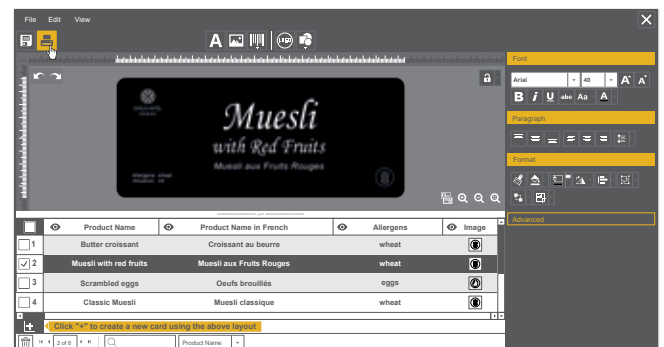 File Edit View
A
Logo
Font
Arial 40 A A
B i U abc Aa A
Paragraph
Format
Advanced
Muesli
with Red Fruits
Muesli aux Fruits Rouges
Product Name Product Name in French Allergens Image
1 Butter croissant Croissant au beurre wheat
2 Muesli with red fruits Muesli aux Fruits Rouges wheat
3 Scrambled eggs Oeufs brouillés eggs
4 Classic Muesli Muesli classique wheat
Click "+" to create a new card using the above layout
2 of 6 Product Name